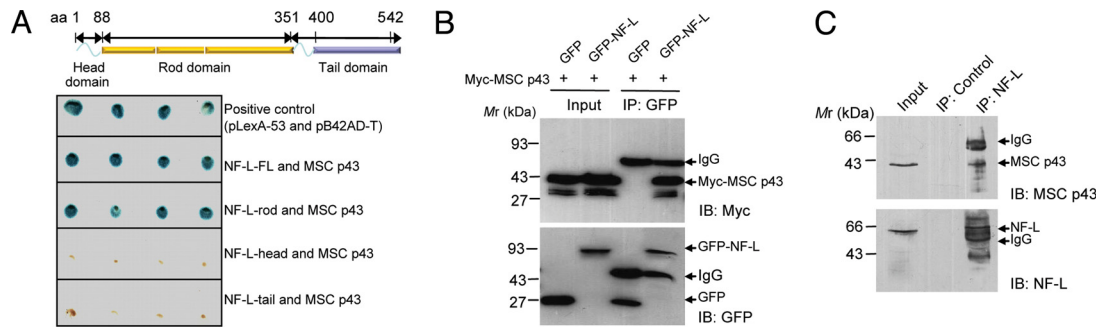 A
aa 1 88 351 400 542
Head domain
Rod domain
Tail domain
Positive control
(pLexA-53 and pB42AD-T)
NF-L-FL and MSC p43
NF-L-rod and MSC p43
NF-L-head and MSC p43
NF-L-tail and MSC p43
B
GFP GFP-NF-L GFP GFP-NF-L
Myc-MSC p43 + + + +
Input IP: GFP
Mr (kDa)
93
43
27
IgG
Myc-MSC p43
IB: Myc
93
43
27
GFP-NF-L
IgG
GFP
IB: GFP
C
Input IP: Control IP: NF-L
Mr (kDa)
66
43
IgG
MSC p43
IB: MSC p43
66
43
NF-L
IgG
IB: NF-L